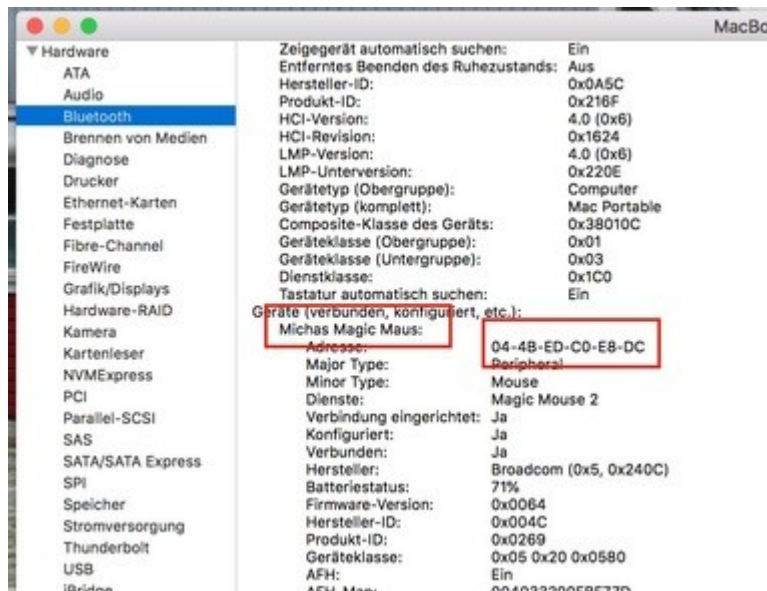 MacBo
Hardware
ATA
Audio
Bluetooth
Brennen von Medien
Diagnose
Drucker
Ethernet-Karten
Festplatte
Fibre-Channel
FireWire
Grafik/Displays
Hardware-RAID
Kamera
Kartenleser
NVMExpress
PCI
Parallel-SCSI
SAS
SATA/SATA Express
SPI
Speicher
Stromversorgung
Thunderbolt
USB
iBridge
Zeigegerät automatisch suchen: Ein
Entferntes Beenden des Ruhezustands: Aus
Hersteller-ID: 0x0A5C
Produkt-ID: 0x216F
HCI-Version: 4.0 (0x6)
HCI-Revision: 0x1624
LMP-Version: 4.0 (0x6)
LMP-Unterversion: 0x220E
Gerätetyp (Obergruppe): Computer
Gerätetyp (komplett): Mac Portable
Composite-Klasse des Geräts: 0x38010C
Geräteklasse (Obergruppe): 0x01
Geräteklasse (Untergruppe): 0x03
Dienstklasse: 0x1C0
Tastatur automatisch suchen: Ein
Geräte (verbunden, konfiguriert, etc.):
Michas Magic Maus:
Adresse: 04-4B-ED-C0-E8-DC
Major Type: Peripheral
Minor Type: Mouse
Dienste: Magic Mouse 2
Verbindung eingerichtet: Ja
Konfiguriert: Ja
Verbunden: Ja
Hersteller: Broadcom (0x5, 0x240C)
Batteriestatus: 71%
Firmware-Version: 0x0064
Hersteller-ID: 0x004C
Produkt-ID: 0x0269
Geräteklasse: 0x05 0x20 0x0580
AFH: Ein
AFH-Map: